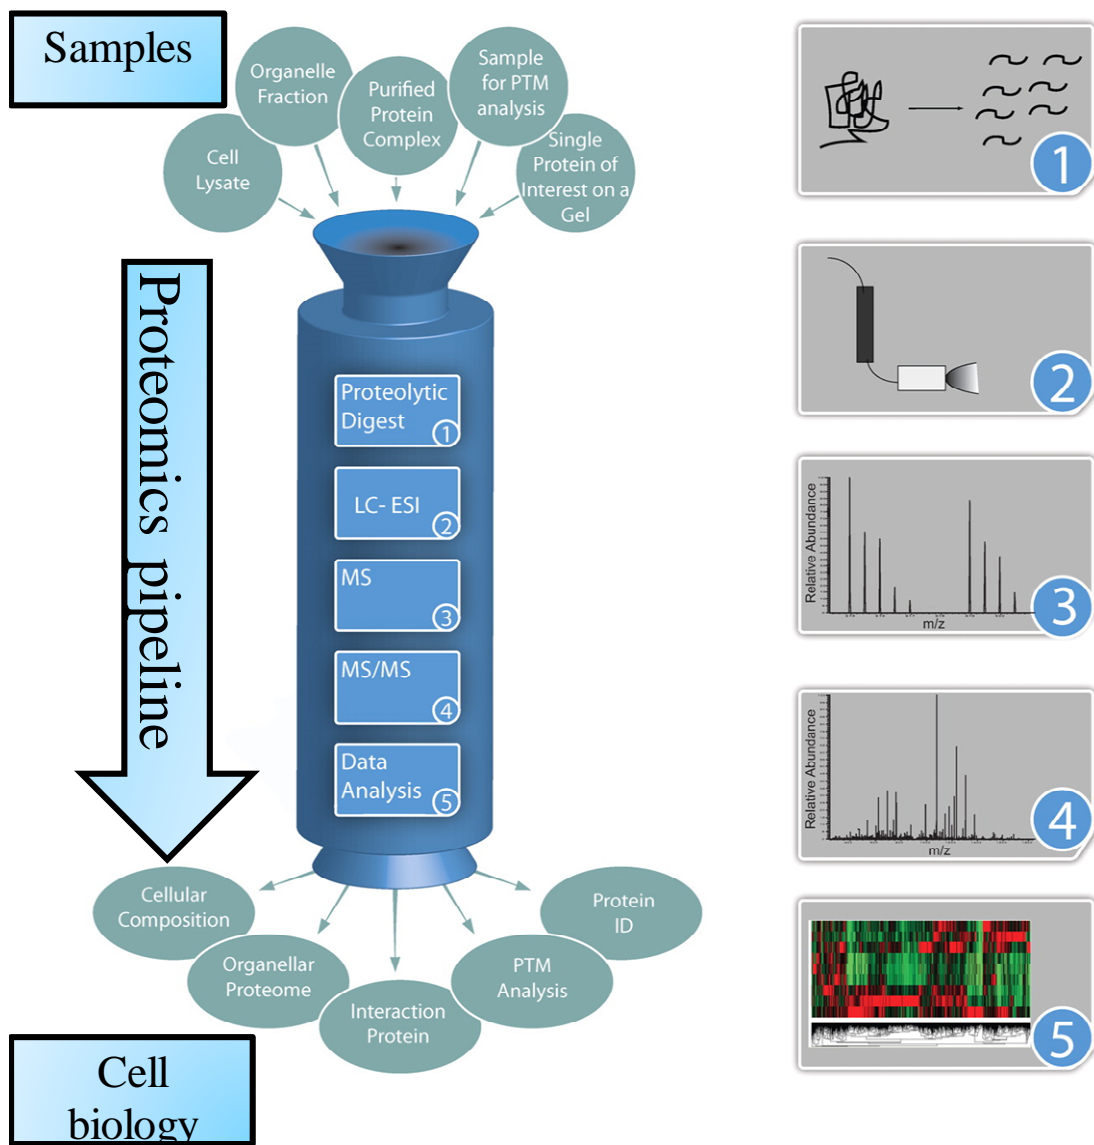 Samples
Organelle
Fraction
Purified
Protein
Complex
Sample
for PTM
analysis
Cell
Lysate
Single
Protein of
Interest on a
Gel
Proteomics pipeline
Proteolytic
Digest
1
LC- ESI
2
MS
3
MS/MS
4
Data
Analysis
5
Cellular
Composition
Organellar
Proteome
Interaction
Protein
PTM
Analysis
Protein
ID
Cell
biology
1
2
Relative Abundance
m/z
3
Relative Abundance
m/z
4
5